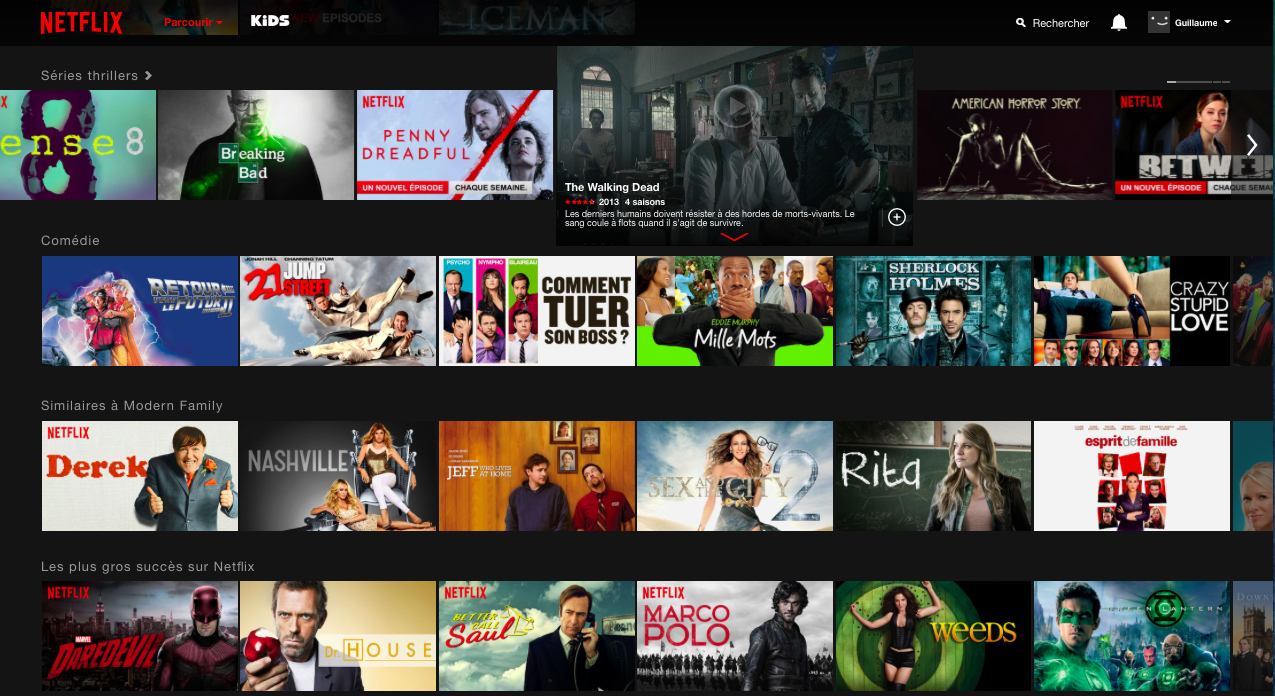 NETFLIX
Parcourir
KiDS
NEW EPISODES
ICEMAN
Rechercher
Guillaume
Séries thrillers
ense 8
Breaking
Bad
NETFLIX
PENNY
DREADFUL
UN NOUVEL ÉPISODE CHAQUE SEMAINE.
The Walking Dead
2013 4 saisons
Les derniers humains doivent résister à des hordes de morts-vivants. Le
sang coule à flots quand il s'agit de survivre.
AMERICAN HORROR STORY
NETFLIX
BETWEE
UN NOUVEL ÉPISODE CHAQUE SEMAI
Comédie
RETOUR
VERS
LE FUTUR II
JONAH HILL CHANNING TATUM
21 JUMP
STREET
PSYCHO NYMPHO BLAIREAU
COMMENT
TUER
SON BOSS ?
EDDIE MURPHY
Mille Mots
SHERLOCK
HOLMES
CRAZY
STUPID
LOVE
Similaires à Modern Family
NETFLIX
Derek
NASHVILLE
JEFF WHO LIVES
AT HOME
SEX AND THE CITY 2
Rita
esprit de famille
Les plus gros succès sur Netflix
NETFLIX
MARVEL
DAREDEVIL
Dr. HOUSE
NETFLIX
BETTER
CALL
Saul
NETFLIX
MARCO
POLO
WEEDS
GREEN LANTERN
DOWN